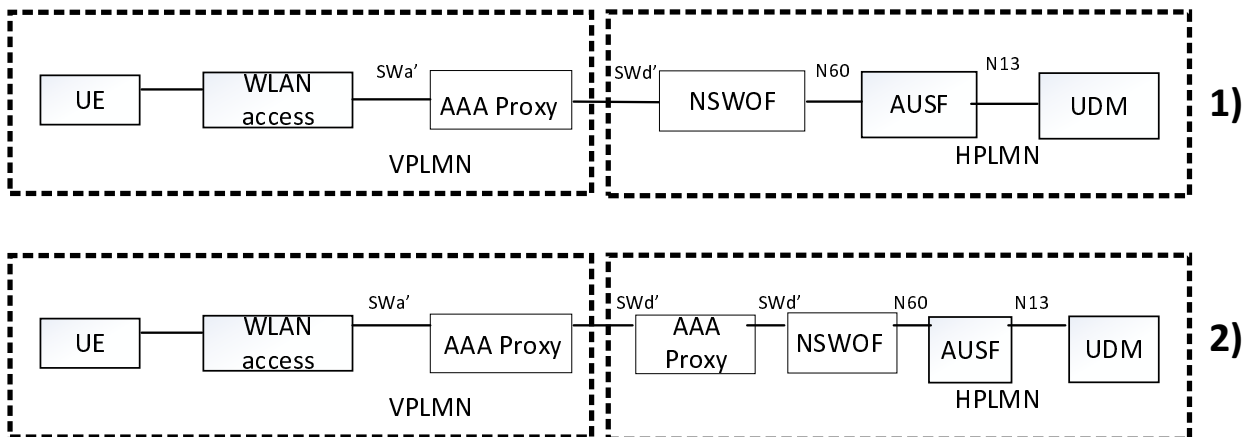 SWa’
SWd’
N60
N13
UE
WLAN
access
AAA Proxy
NSWOF
AUSF
UDM
1)
VPLMN
HPLMN
SWa’
SWd’
SWd’
N60
N13
UE
WLAN
access
AAA Proxy
AAA
Proxy
NSWOF
AUSF
UDM
2)
VPLMN
HPLMN